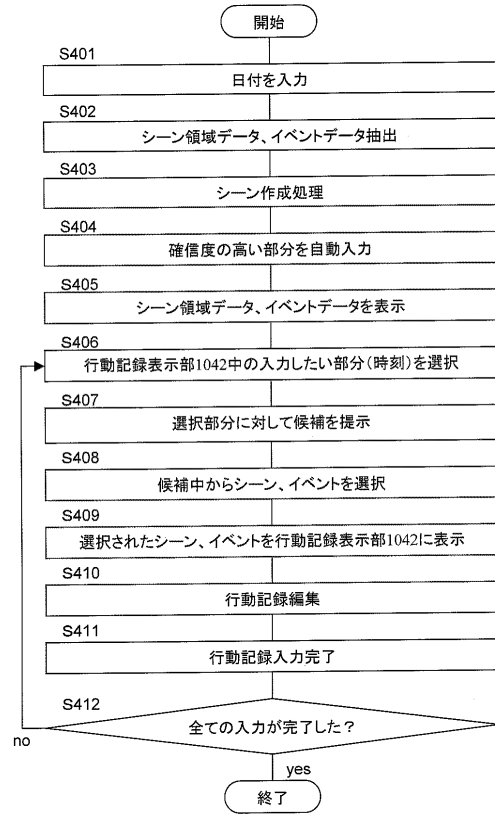 開始
S401
日付を入力
S402
シーン領域データ、イベントデータ抽出
S403
シーン作成処理
S404
確信度の高い部分を自動入力
S405
シーン領域データ、イベントデータを表示
S406
行動記録表示部1042中の入力したい部分(時刻)を選択
S407
選択部分に対して候補を提示
S408
候補中からシーン、イベントを選択
S409
選択されたシーン、イベントを行動記録表示部1042に表示
S410
行動記録編集
S411
行動記録入力完了
S412
全ての入力が完了した?
no
yes
終了